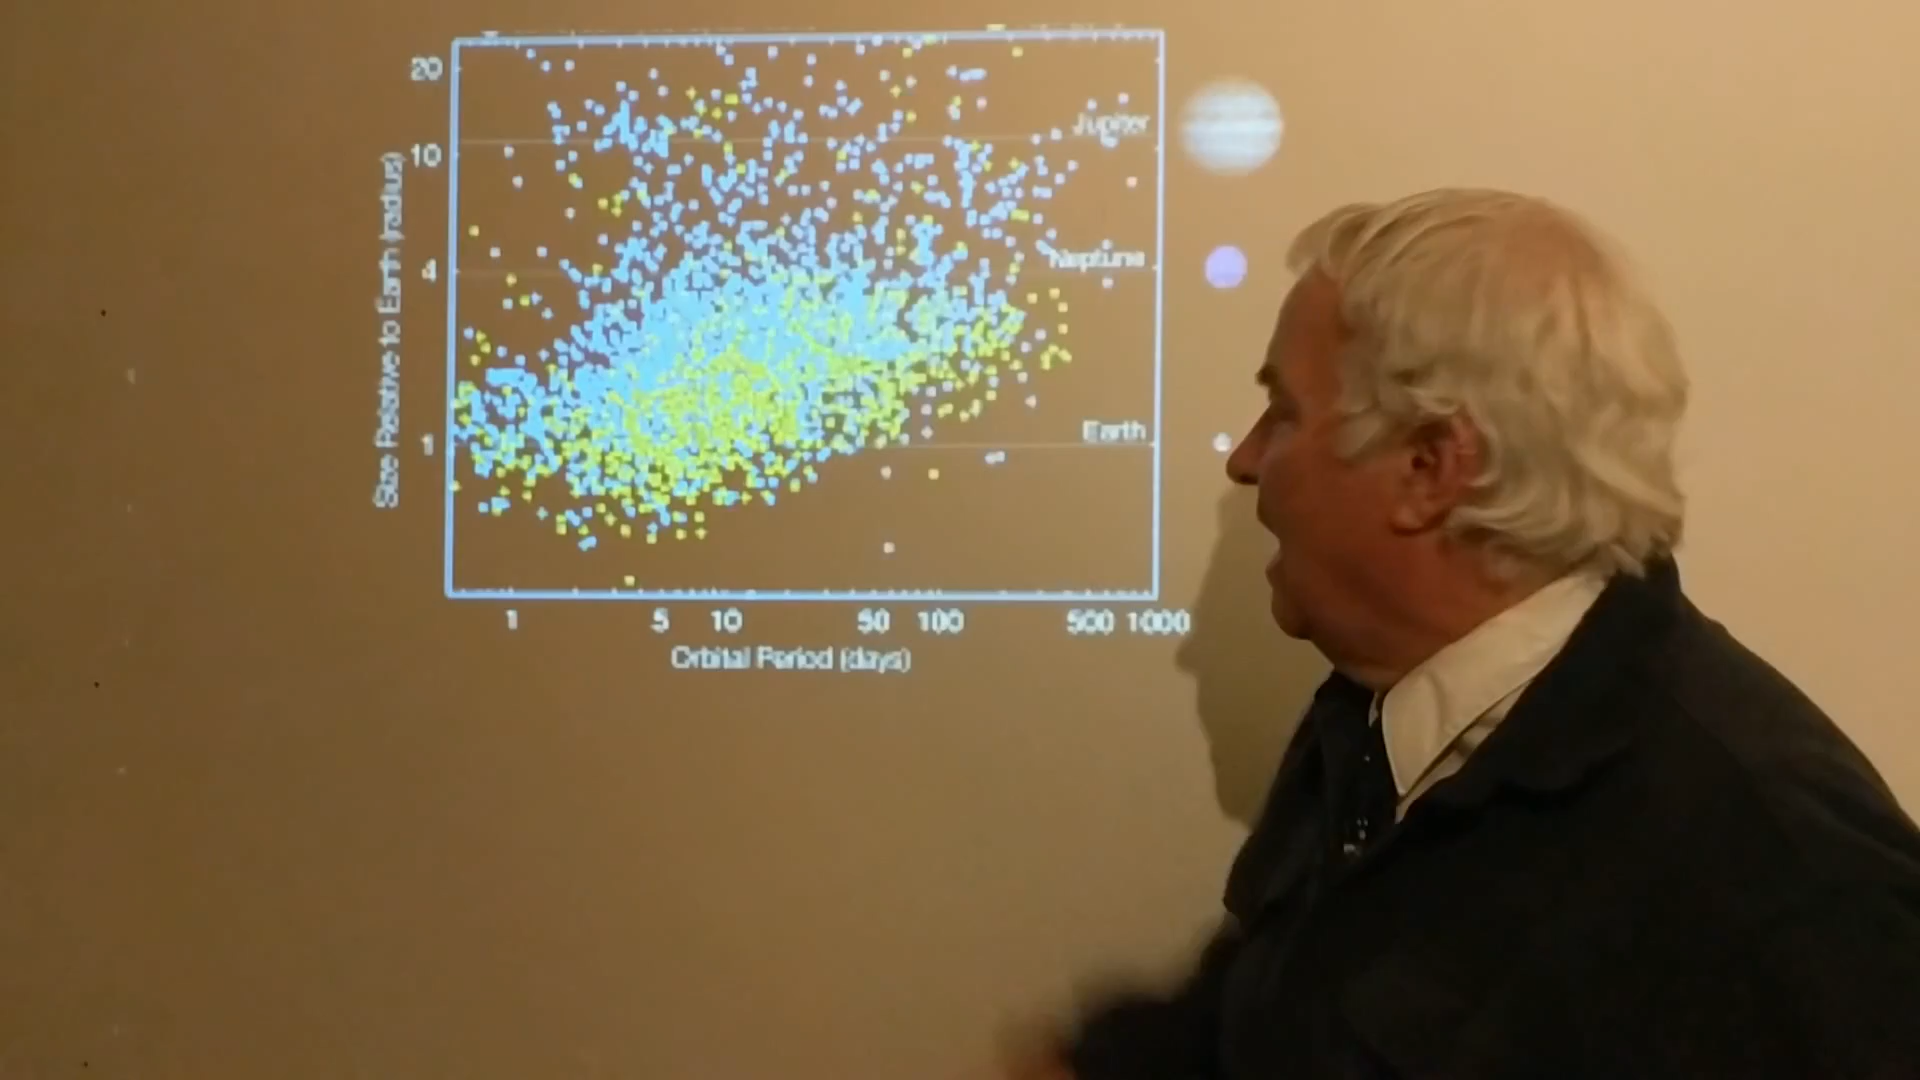 20
Jupiter
10
Size Relative to Earth (radius)
Neptune
4
Earth
1
1 5 10 50 100 500 1000
Orbital Period (days)